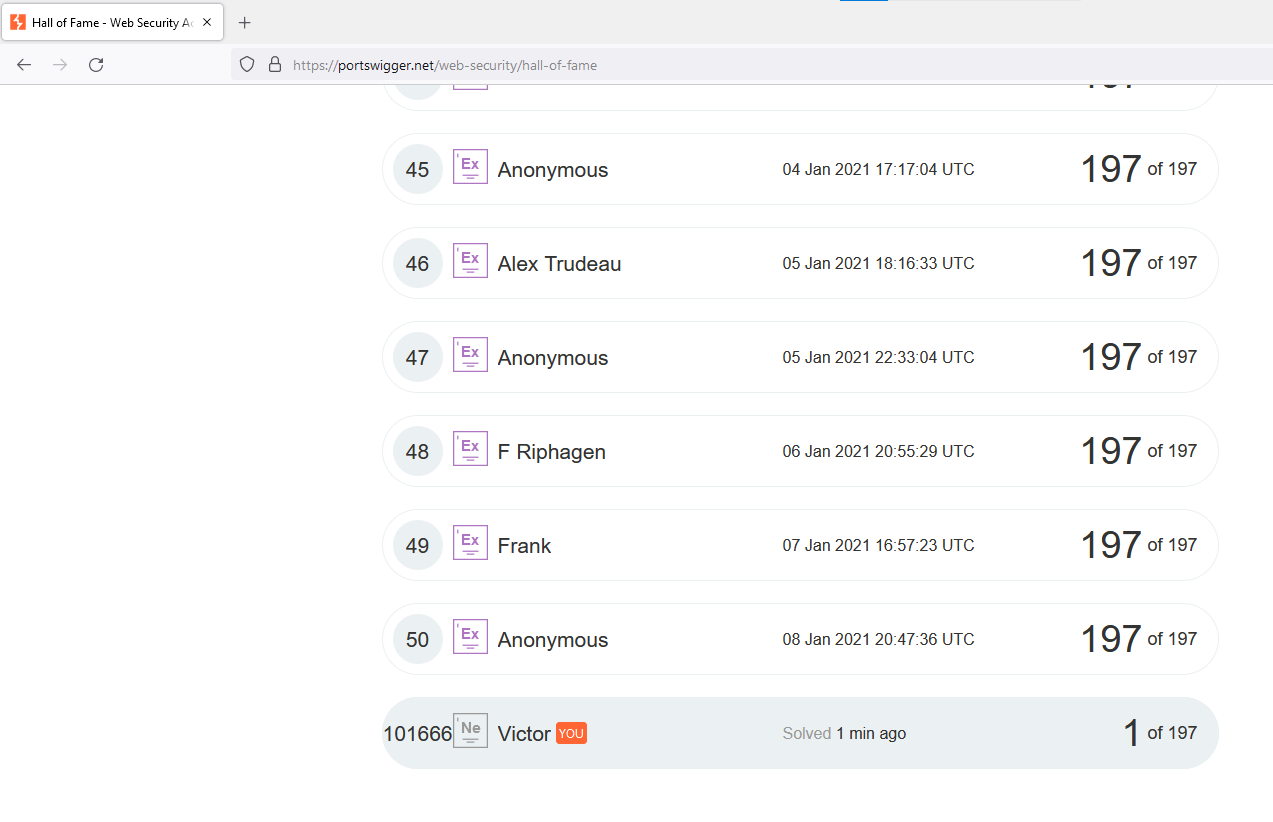 Hall of Fame - Web Security Ac
https://portswigger.net/web-security/hall-of-fame
45 Ex Anonymous 04 Jan 2021 17:17:04 UTC 197 of 197
46 Ex Alex Trudeau 05 Jan 2021 18:16:33 UTC 197 of 197
47 Ex Anonymous 05 Jan 2021 22:33:04 UTC 197 of 197
48 Ex F Riphagen 06 Jan 2021 20:55:29 UTC 197 of 197
49 Ex Frank 07 Jan 2021 16:57:23 UTC 197 of 197
50 Ex Anonymous 08 Jan 2021 20:47:36 UTC 197 of 197
101666 Ne Victor YOU Solved 1 min ago 1 of 197